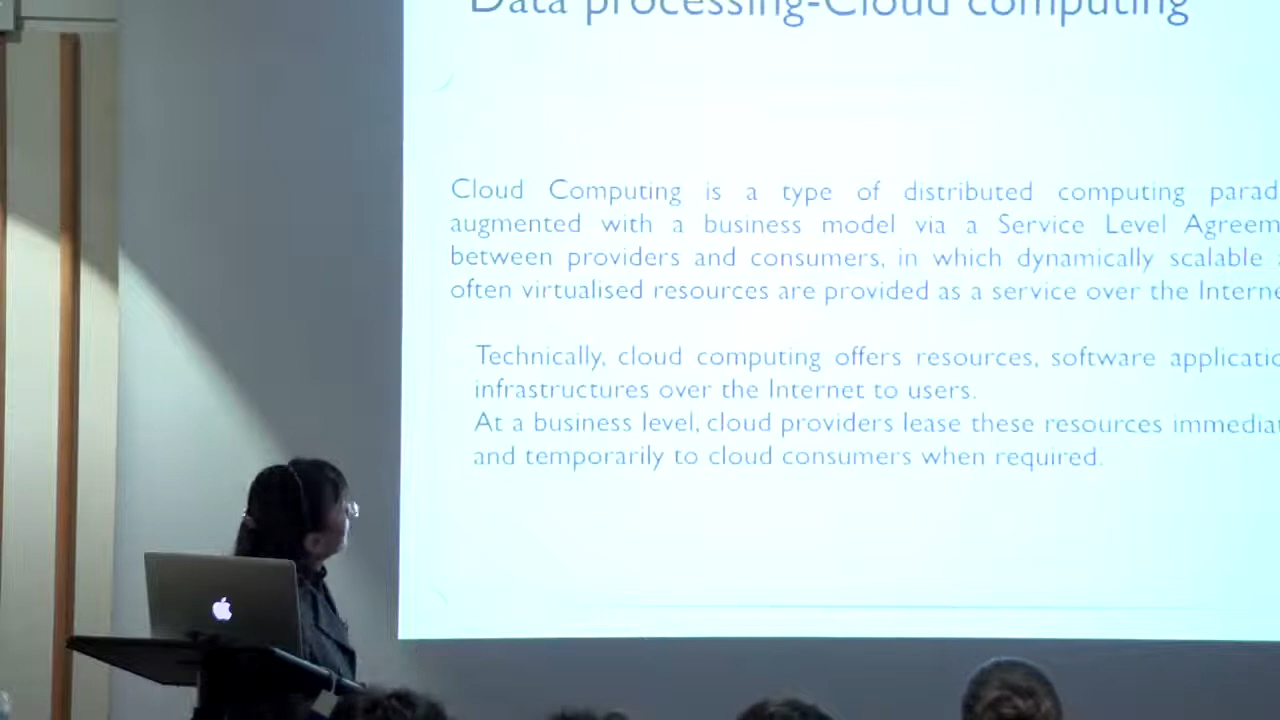 Data processing-Cloud computing
Cloud Computing is a type of distributed computing parad
augmented with a business model via a Service Level Agreem
between providers and consumers, in which dynamically scalable
often virtualised resources are provided as a service over the Interne
Technically, cloud computing offers resources, software applicatio
infrastructures over the Internet to users.
At a business level, cloud providers lease these resources immediat
and temporarily to cloud consumers when required.